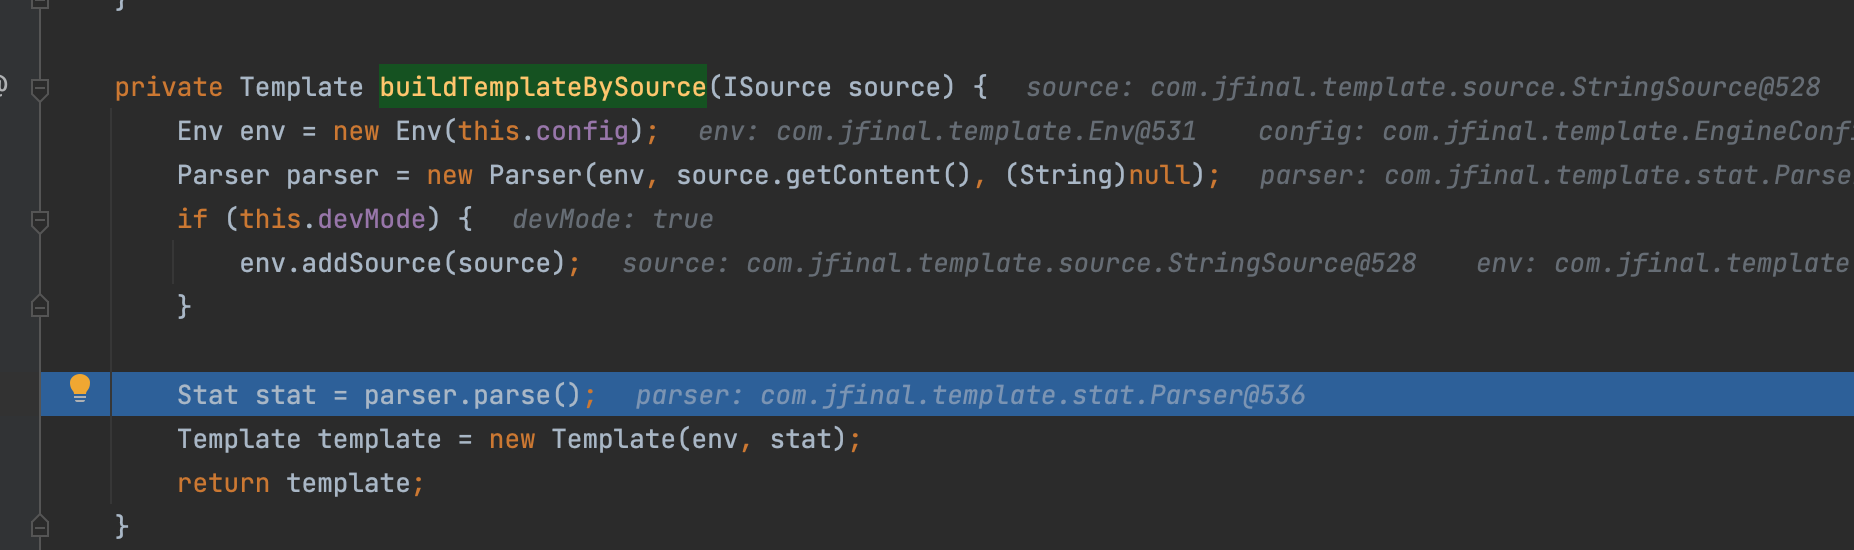 }
private Template buildTemplateBySource(ISource source) {   source: com.jfinal.template.source.StringSource@528
Env env = new Env(this.config);   env: com.jfinal.template.Env@531   config: com.jfinal.template.EngineConfi
Parser parser = new Parser(env, source.getContent(), (String)null);   parser: com.jfinal.template.stat.Parse
if (this.devMode) {   devMode: true
env.addSource(source);   source: com.jfinal.template.source.StringSource@528   env: com.jfinal.template
}
Stat stat = parser.parse();   parser: com.jfinal.template.stat.Parser@536
Template template = new Template(env, stat);
return template;
}